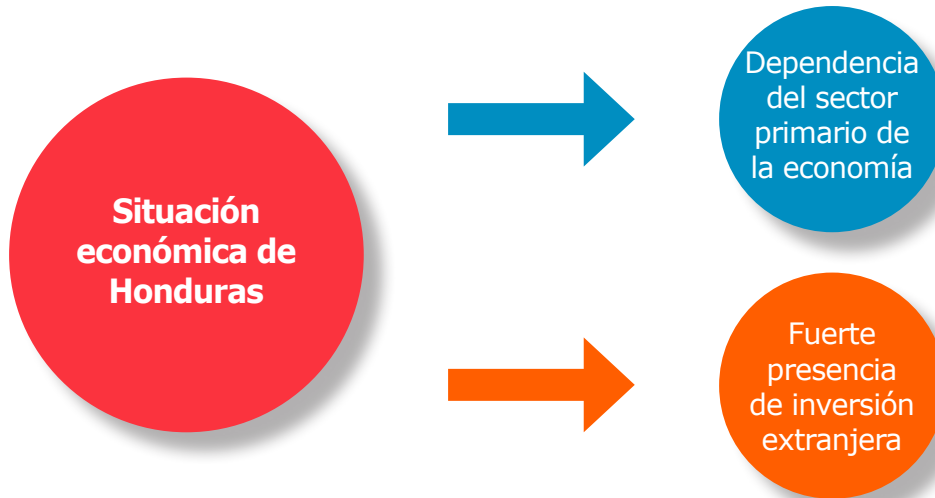 Situación
económica de
Honduras
Dependencia
del sector
primario de
la economía
Fuerte
presencia
de inversión
extranjera